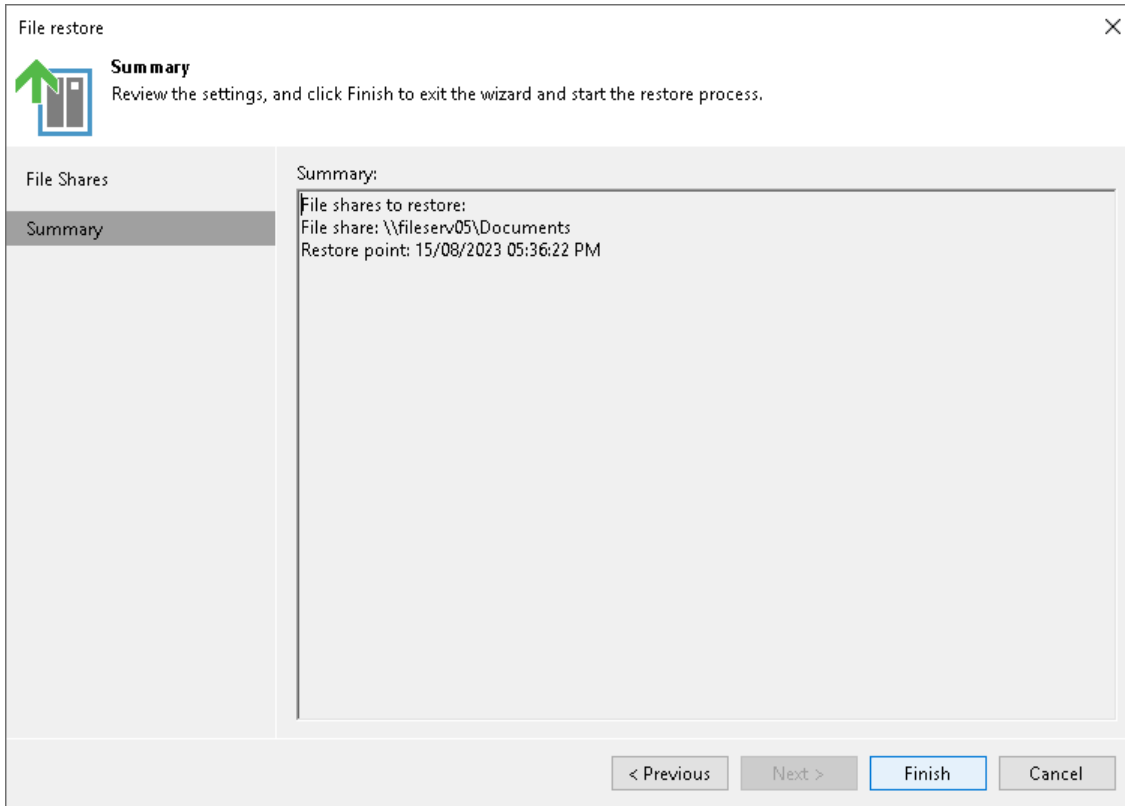 File restore
Summary
Review the settings, and click Finish to exit the wizard and start the restore process.
File Shares
Summary
Summary:
File shares to restore:
File share: \\fileserv05\Documents
Restore point: 15/08/2023 05:36:22 PM
< Previous
Next >
Finish
Cancel